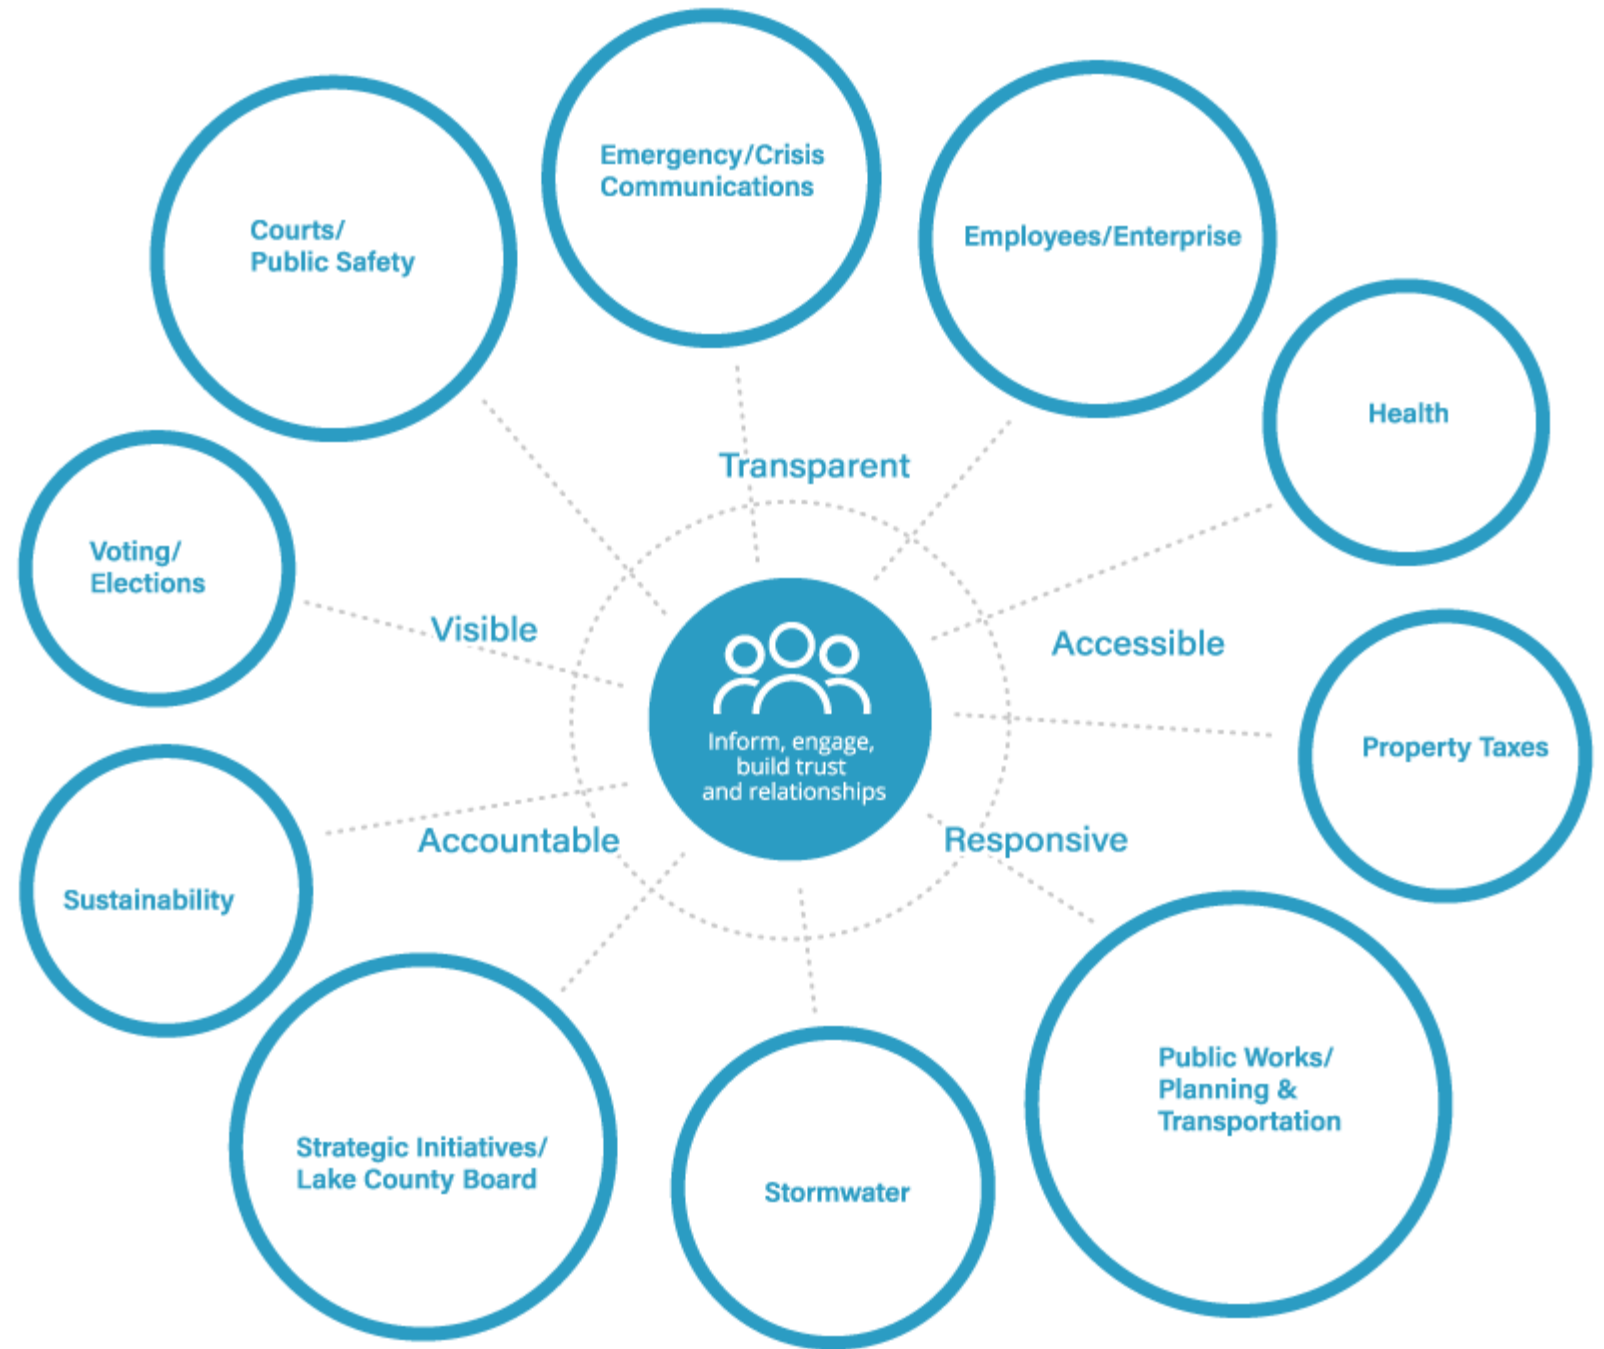 Emergency/Crisis
Communications
Courts/
Public Safety
Employees/Enterprise
Health
Transparent
Voting/
Elections
Visible
Accessible
Inform, engage,
build trust
and relationships
Property Taxes
Accountable
Responsive
Sustainability
Public Works/
Planning &
Transportation
Strategic Initiatives/
Lake County Board
Stormwater